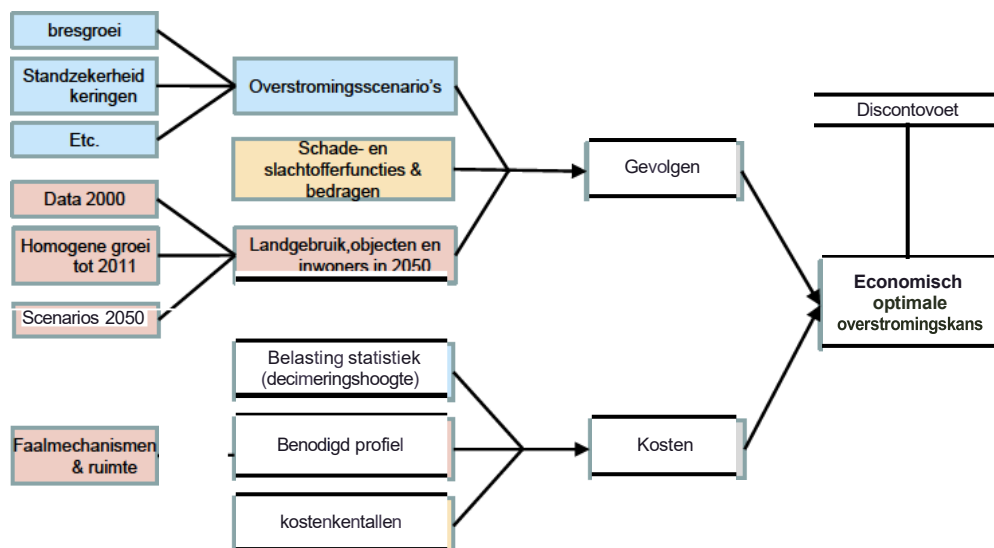 bresgroei
Standzekerheid
keringen
Etc.
Overstromingsscenario's
Schade- en
slachtofferfuncties &
bedragen
Data 2000
Homogene groei
tot 2011
Scenarios 2050
Landgebruik,objecten en
inwoners in 2050
Gevolgen
Discontovoet
Economisch
optimale
overstromingskans
Belasting statistiek
(decimeringshoogte)
Faalmechanismen
& ruimte
Benodigd profiel
kostenkentallen
Kosten